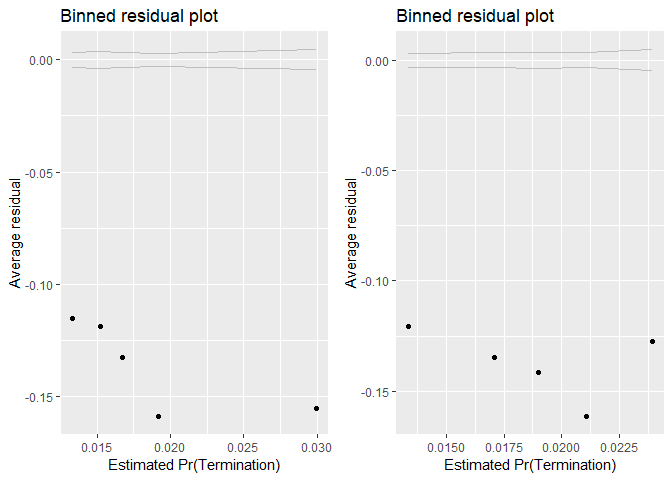 Binned residual plot
0.00
-0.05
-0.10
-0.15
Average residual
0.015
0.020
0.025
0.030
Estimated Pr(Termination)
Binned residual plot
0.00
-0.05
-0.10
-0.15
Average residual
0.0150
0.0175
0.0200
0.0225
Estimated Pr(Termination)